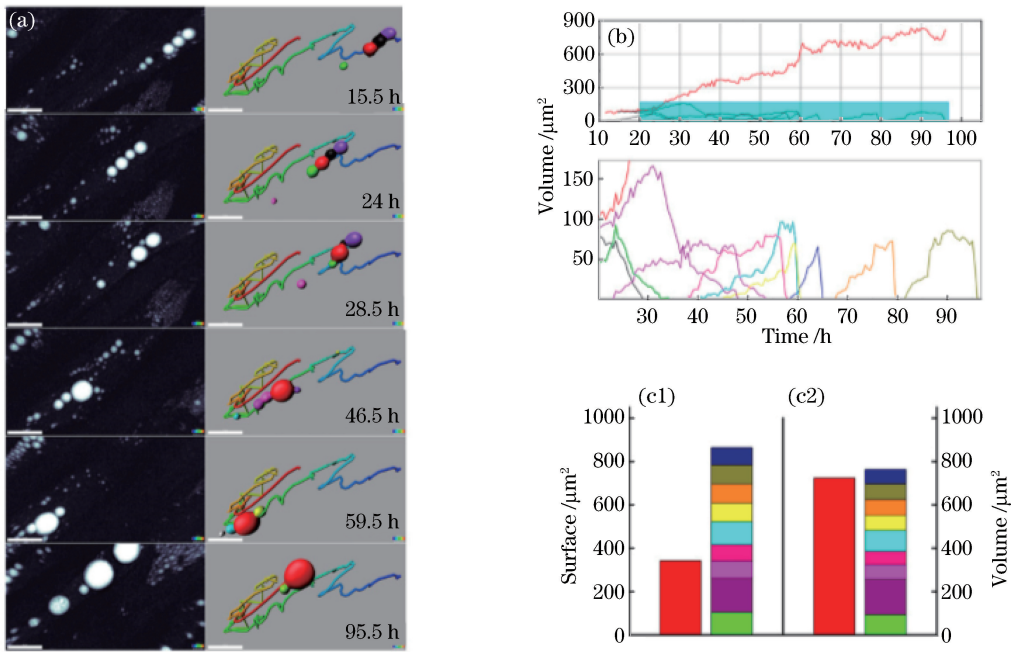 (a)
15.5 h
24 h
28.5 h
46.5 h
59.5 h
95.5 h
(b)
900
600
300
0
12 20 30 40 50 60 70 80 90 100
Volume /μm²
150
100
50
30 40 50 60 70 80 90
Time /h
(c1) (c2)
1000 1000
800 800
600 600
400 400
200 200
0 0
Surface /μm²
Volume /μm²